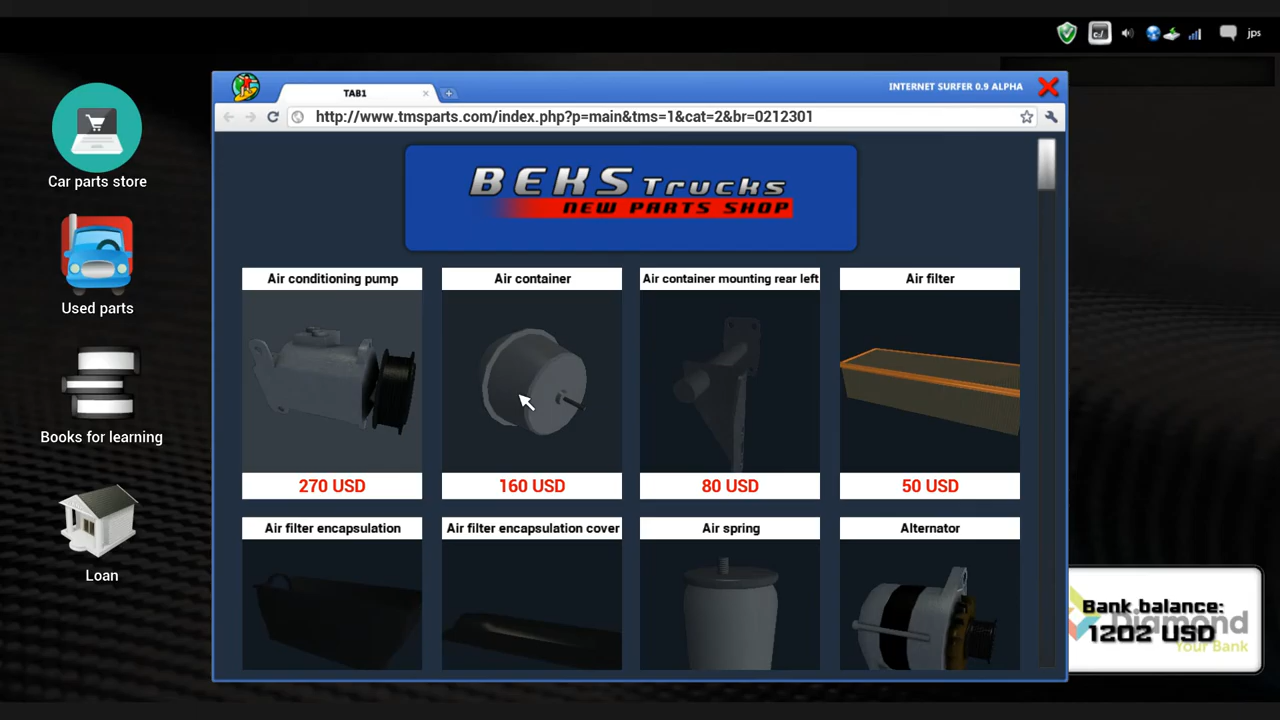 c:/
jps
TAB1
INTERNET SURFER 0.9 ALPHA
http://www.tmsparts.com/index.php?p=main&tms=1&cat=2&br=0212301
BEKS Trucks
NEW PARTS SHOP
Car parts store
Used parts
Books for learning
Loan
Air conditioning pump
Air container
Air container mounting rear left
Air filter
270 USD
160 USD
80 USD
50 USD
Air filter encapsulation
Air filter encapsulation cover
Air spring
Alternator
Bank balance:
1202 USD
Diamond
Your Bank